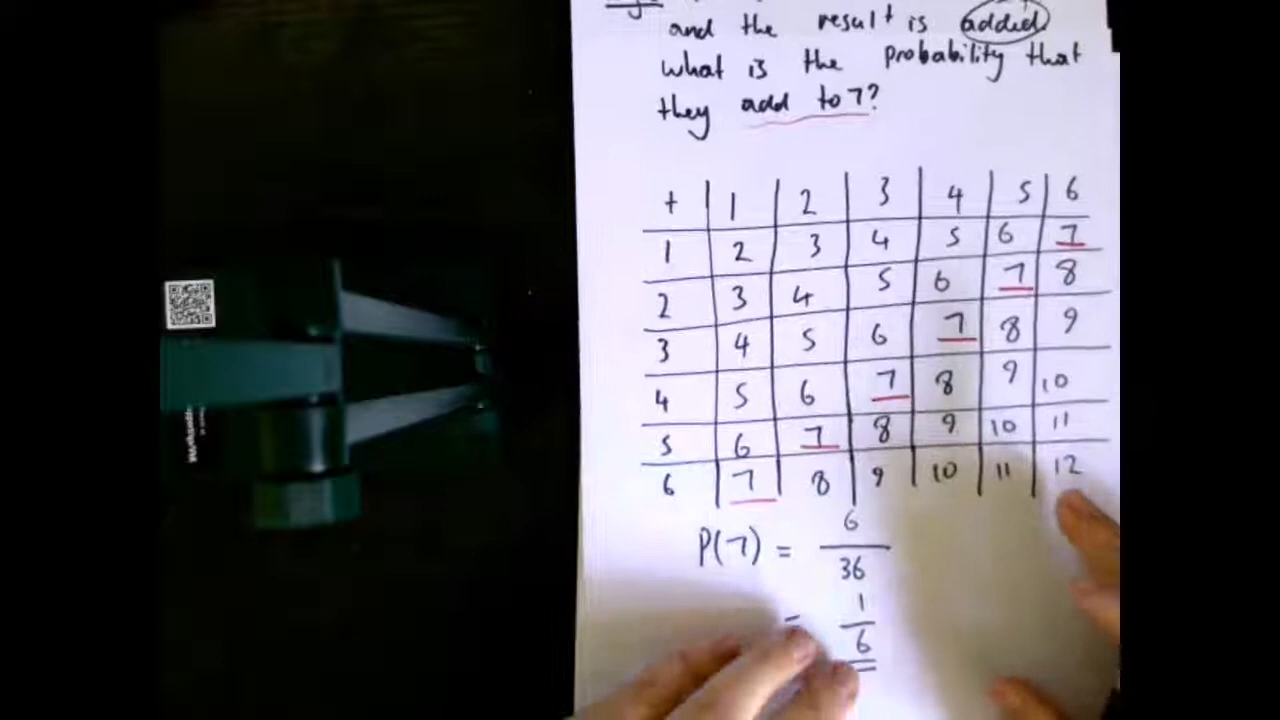 and the result is added.
what is the probability that
they add to 7?
+ 1 2 3 4 5 6
1 2 3 4 5 6 7
2 3 4 5 6 7 8
3 4 5 6 7 8 9
4 5 6 7 8 9 10
5 6 7 8 9 10 11
6 7 8 9 10 11 12
P(7) = 6/36
= 1/6